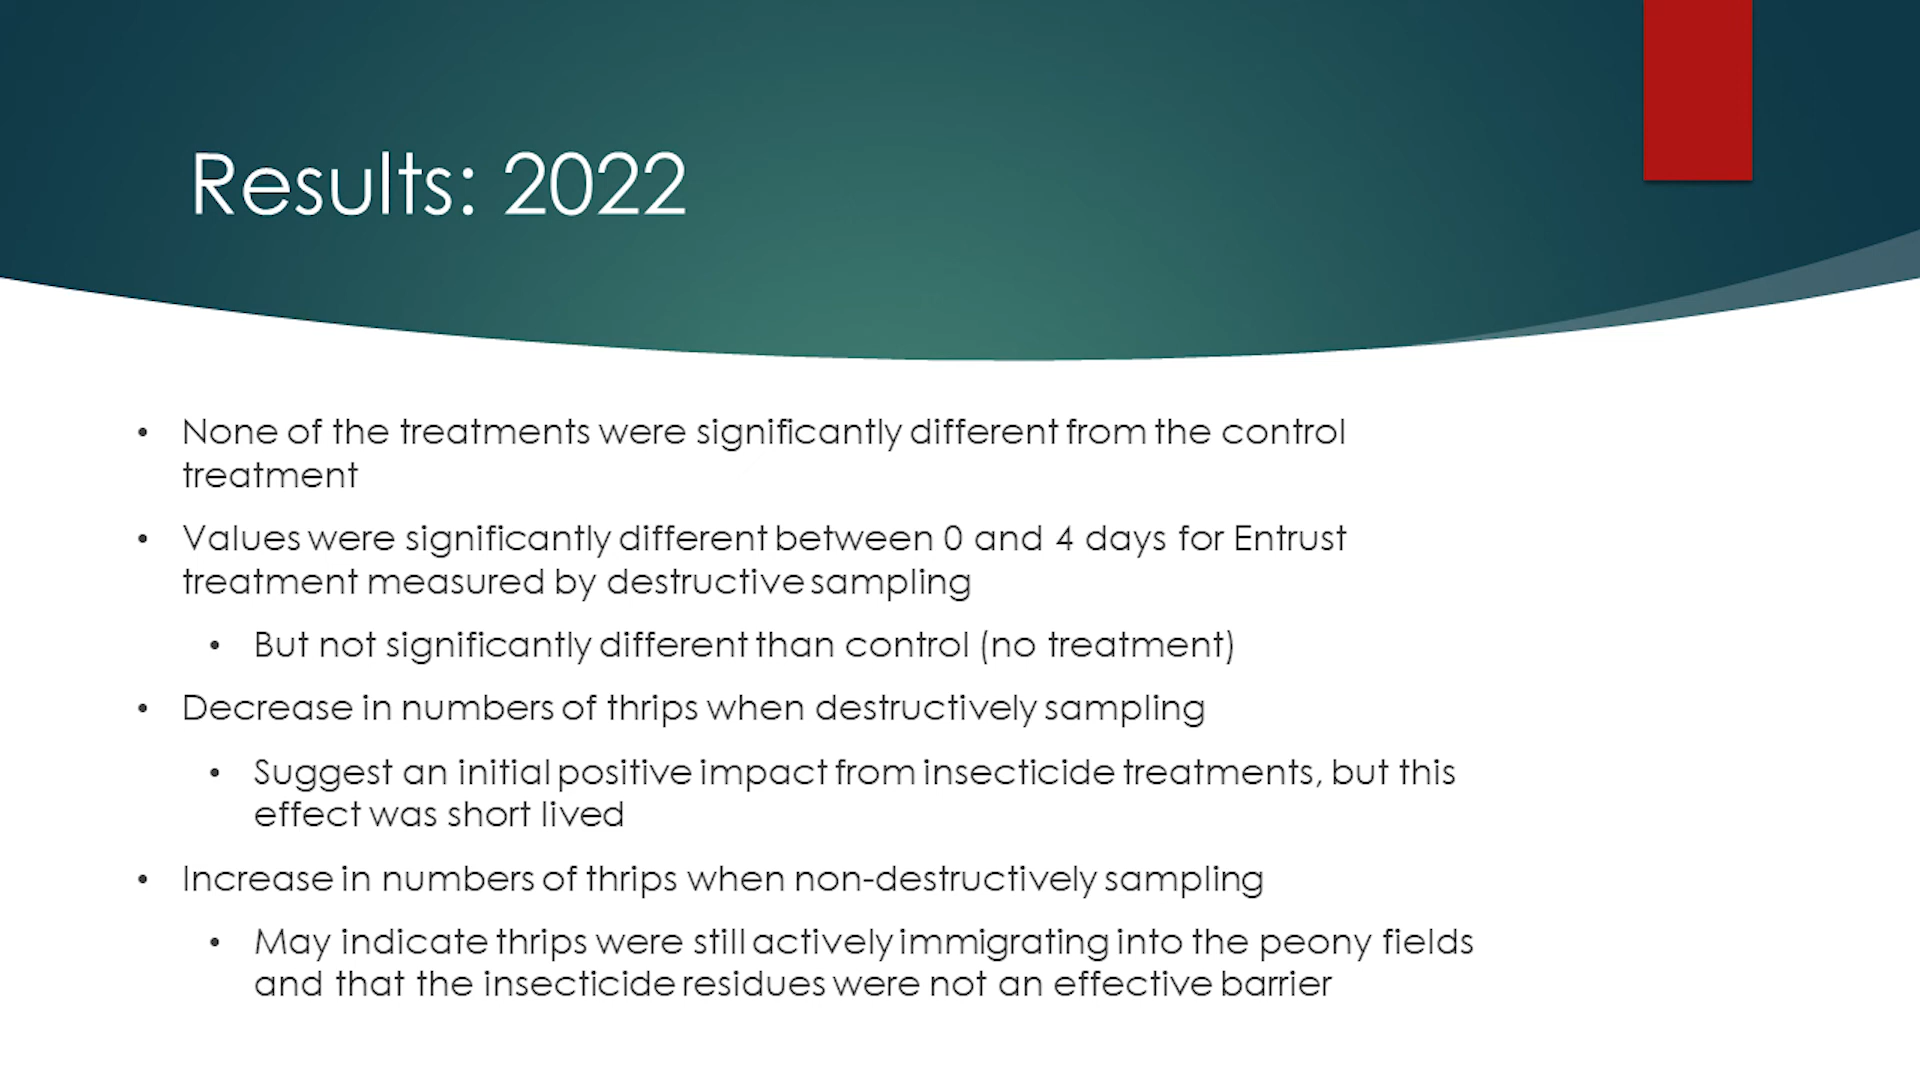 Results: 2022
• None of the treatments were significantly different from the control
treatment
• Values were significantly different between 0 and 4 days for Entrust
treatment measured by destructive sampling
• But not significantly different than control (no treatment)
• Decrease in numbers of thrips when destructively sampling
• Suggest an initial positive impact from insecticide treatments, but this
effect was short lived
• Increase in numbers of thrips when non-destructively sampling
• May indicate thrips were still actively immigrating into the peony fields
and that the insecticide residues were not an effective barrier